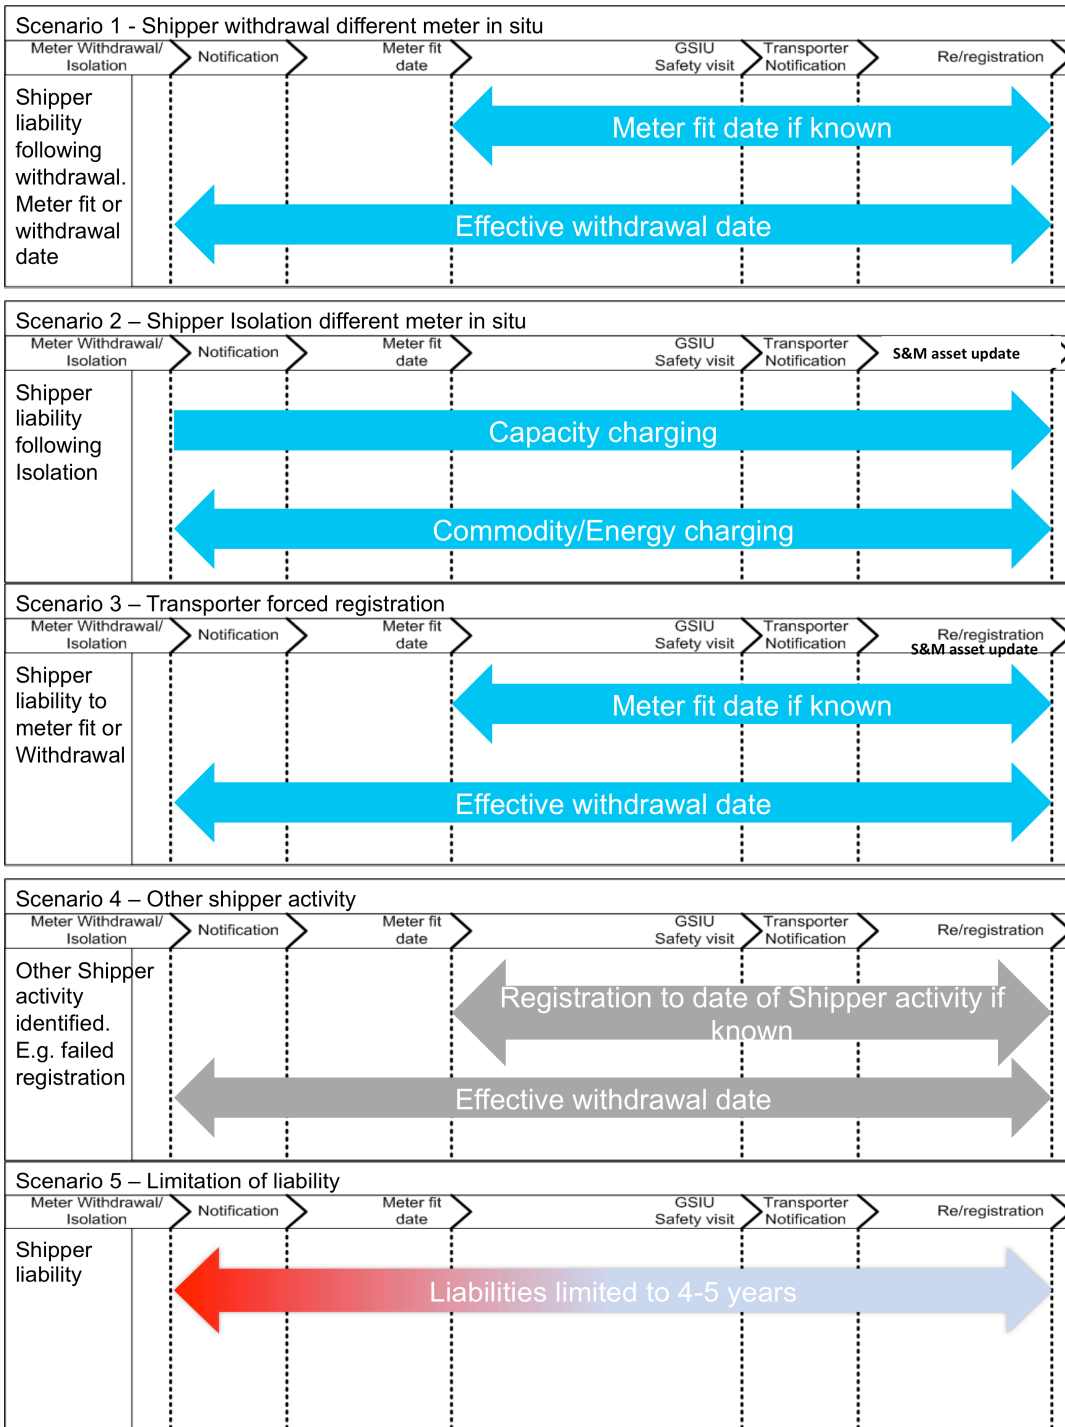 Scenario 1 - Shipper withdrawal different meter in situ
Meter Withdrawal/
Isolation
Notification
Meter fit
date
GSIU
Safety visit
Transporter
Notification
Re/registration
Shipper
liability
following
withdrawal.
Meter fit or
withdrawal
date
Meter fit date if known
Effective withdrawal date
Scenario 2 – Shipper Isolation different meter in situ
Meter Withdrawal/
Isolation
Notification
Meter fit
date
GSIU
Safety visit
Transporter
Notification
S&M asset update
Shipper
liability
following
Isolation
Capacity charging
Commodity/Energy charging
Scenario 3 – Transporter forced registration
Meter Withdrawal/
Isolation
Notification
Meter fit
date
GSIU
Safety visit
Transporter
Notification
Re/registration
S&M asset update
Shipper
liability to
meter fit or
Withdrawal
Meter fit date if known
Effective withdrawal date
Scenario 4 – Other shipper activity
Meter Withdrawal/
Isolation
Notification
Meter fit
date
GSIU
Safety visit
Transporter
Notification
Re/registration
Other Shipper
activity
identified.
E.g. failed
registration
Registration to date of Shipper activity if
known
Effective withdrawal date
Scenario 5 – Limitation of liability
Meter Withdrawal/
Isolation
Notification
Meter fit
date
GSIU
Safety visit
Transporter
Notification
Re/registration
Shipper
liability
Liabilities limited to 4-5 years